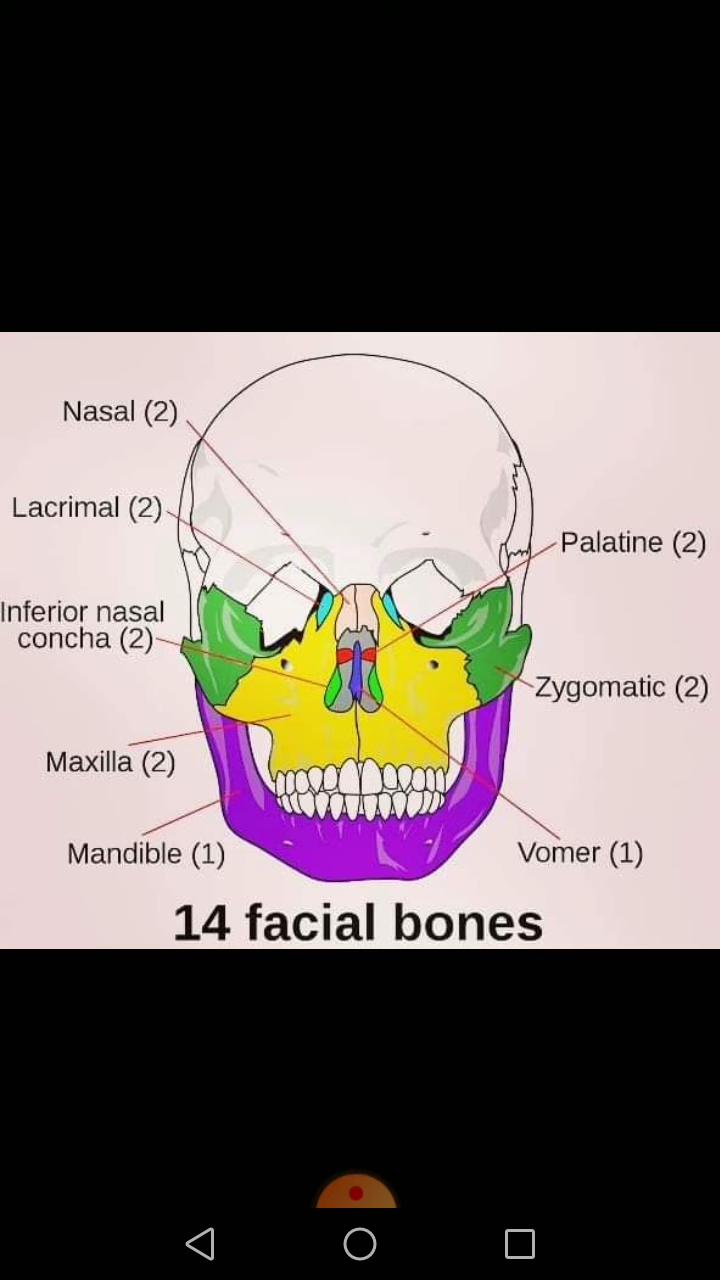 Nasal (2)
Lacrimal (2)
Palatine (2)
Inferior nasal
concha (2)
Zygomatic (2)
Maxilla (2)
Mandible (1)
Vomer (1)
14 facial bones